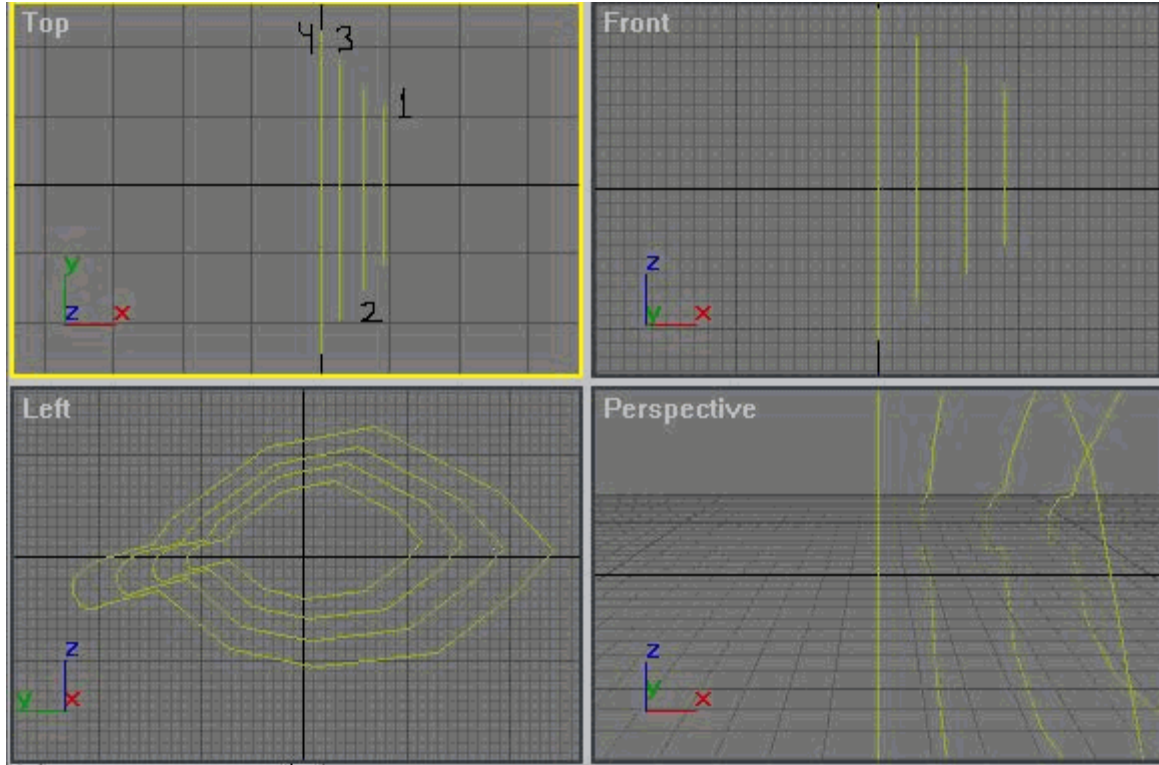 Top
4 3
1
2
y
z x
Front
z
y x
Left
z
y x
Perspective
z
y x